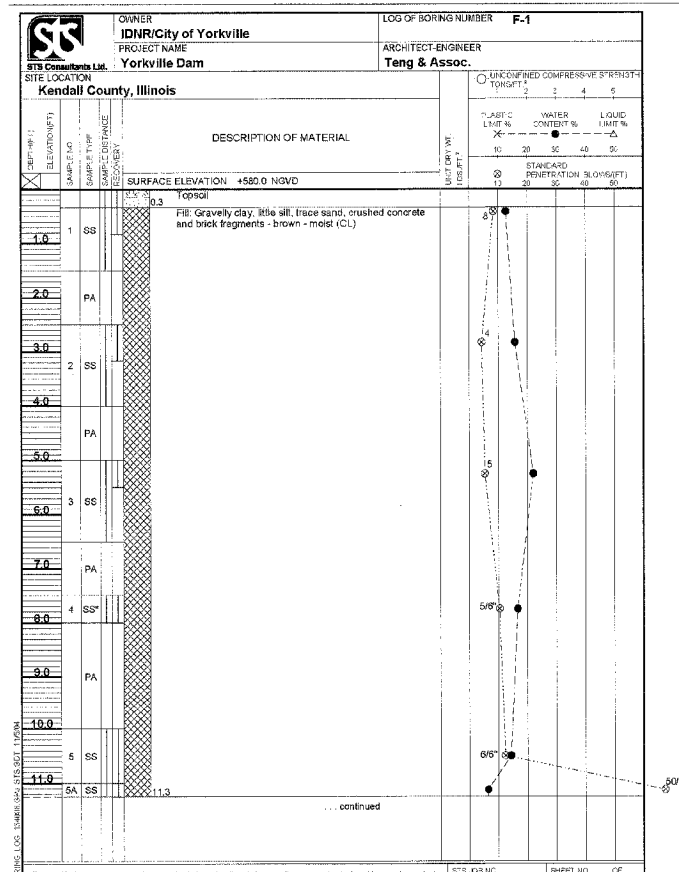 OWNER
IDNR/City of Yorkville
LOG OF BORING NUMBER F-1
STS
STS Consultants Ltd.
PROJECT NAME
Yorkville Dam
ARCHITECT-ENGINEER
Teng & Assoc.
SITE LOCATION
Kendall County, Illinois
UNCONFINED COMPRESSIVE STRENGTH
TONS/FT.²
1 2 3 4 5
DEPTH(FT)
ELEVATION(FT)
SAMPLE NO.
SAMPLE TYPE
SAMPLE DISTANCE
RECOVERY
DESCRIPTION OF MATERIAL
UNIT DRY WT.
LBS./FT.³
PLASTIC LIMIT %
WATER CONTENT %
LIQUID LIMIT %
10 20 30 40 50
STANDARD
PENETRATION BLOWS/(FT)
10 20 30 40 50
SURFACE ELEVATION +580.0 NGVD
Topsoil
0.3
Fill: Gravelly clay, little silt, trace sand, crushed concrete
and brick fragments - brown - moist (CL)
8
1.0
1 SS
2.0
PA
3.0
4
2 SS
4.0
PA
5.0
5
3 SS
6.0
7.0
PA
4 SS*
5/6"
8.0
9.0
PA
10.0
5 SS
6/6"
11.0
5A SS
11.3
50/
... continued
STS JOB NO.
SHEET NO. OF